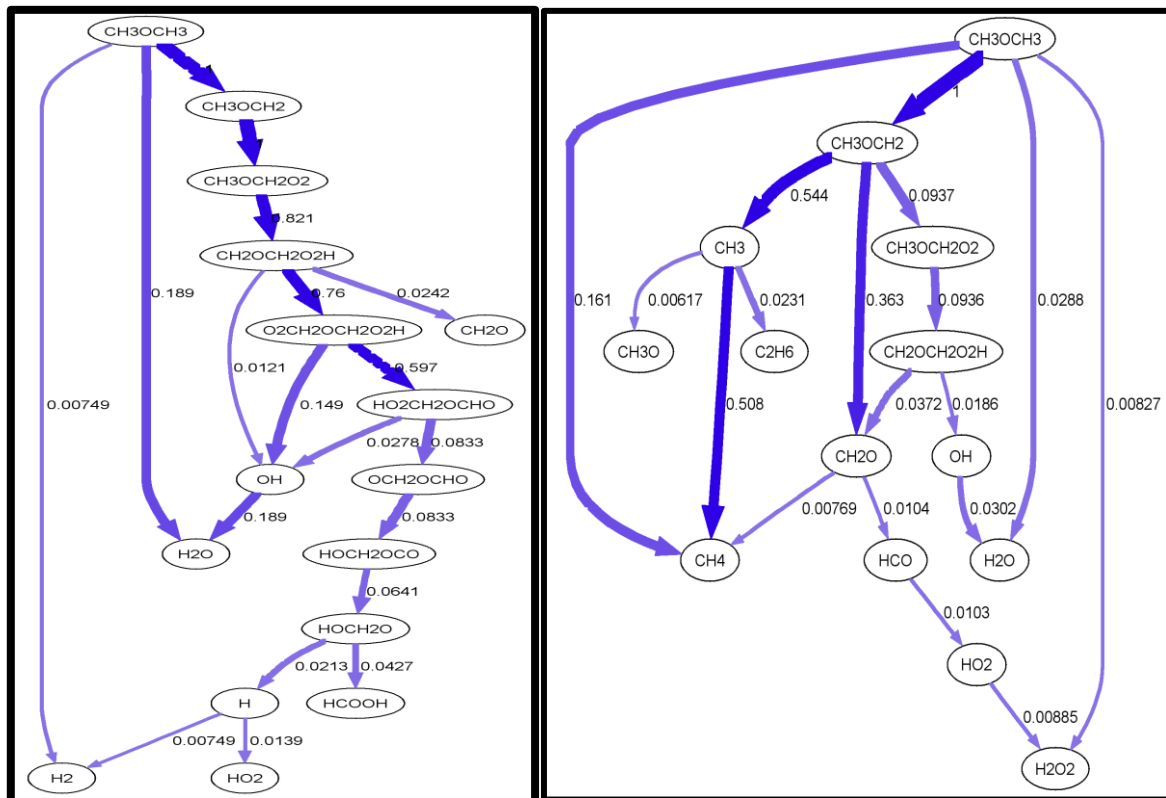 CH3OCH3
1
CH3OCH2
1
CH3OCH2O2
0.821
CH2OCH2O2H
0.189
0.76
0.0242
O2CH2OCH2O2H
CH2O
0.0121
0.597
0.00749
0.149
HO2CH2OCHO
0.0278
0.0833
OH
OCH2OCHO
0.189
0.0833
H2O
HOCH2OCO
0.0641
HOCH2O
0.0213
0.0427
H
HCOOH
0.00749
0.0139
H2
HO2
CH3OCH3
1
CH3OCH2
0.544
0.0937
CH3
CH3OCH2O2
0.161
0.00617
0.0231
0.363
0.0936
0.0288
CH3O
C2H6
CH2OCH2O2H
0.508
0.0372
0.0186
0.00827
CH2O
OH
0.00769
0.0104
0.0302
CH4
HCO
H2O
0.0103
HO2
0.00885
H2O2